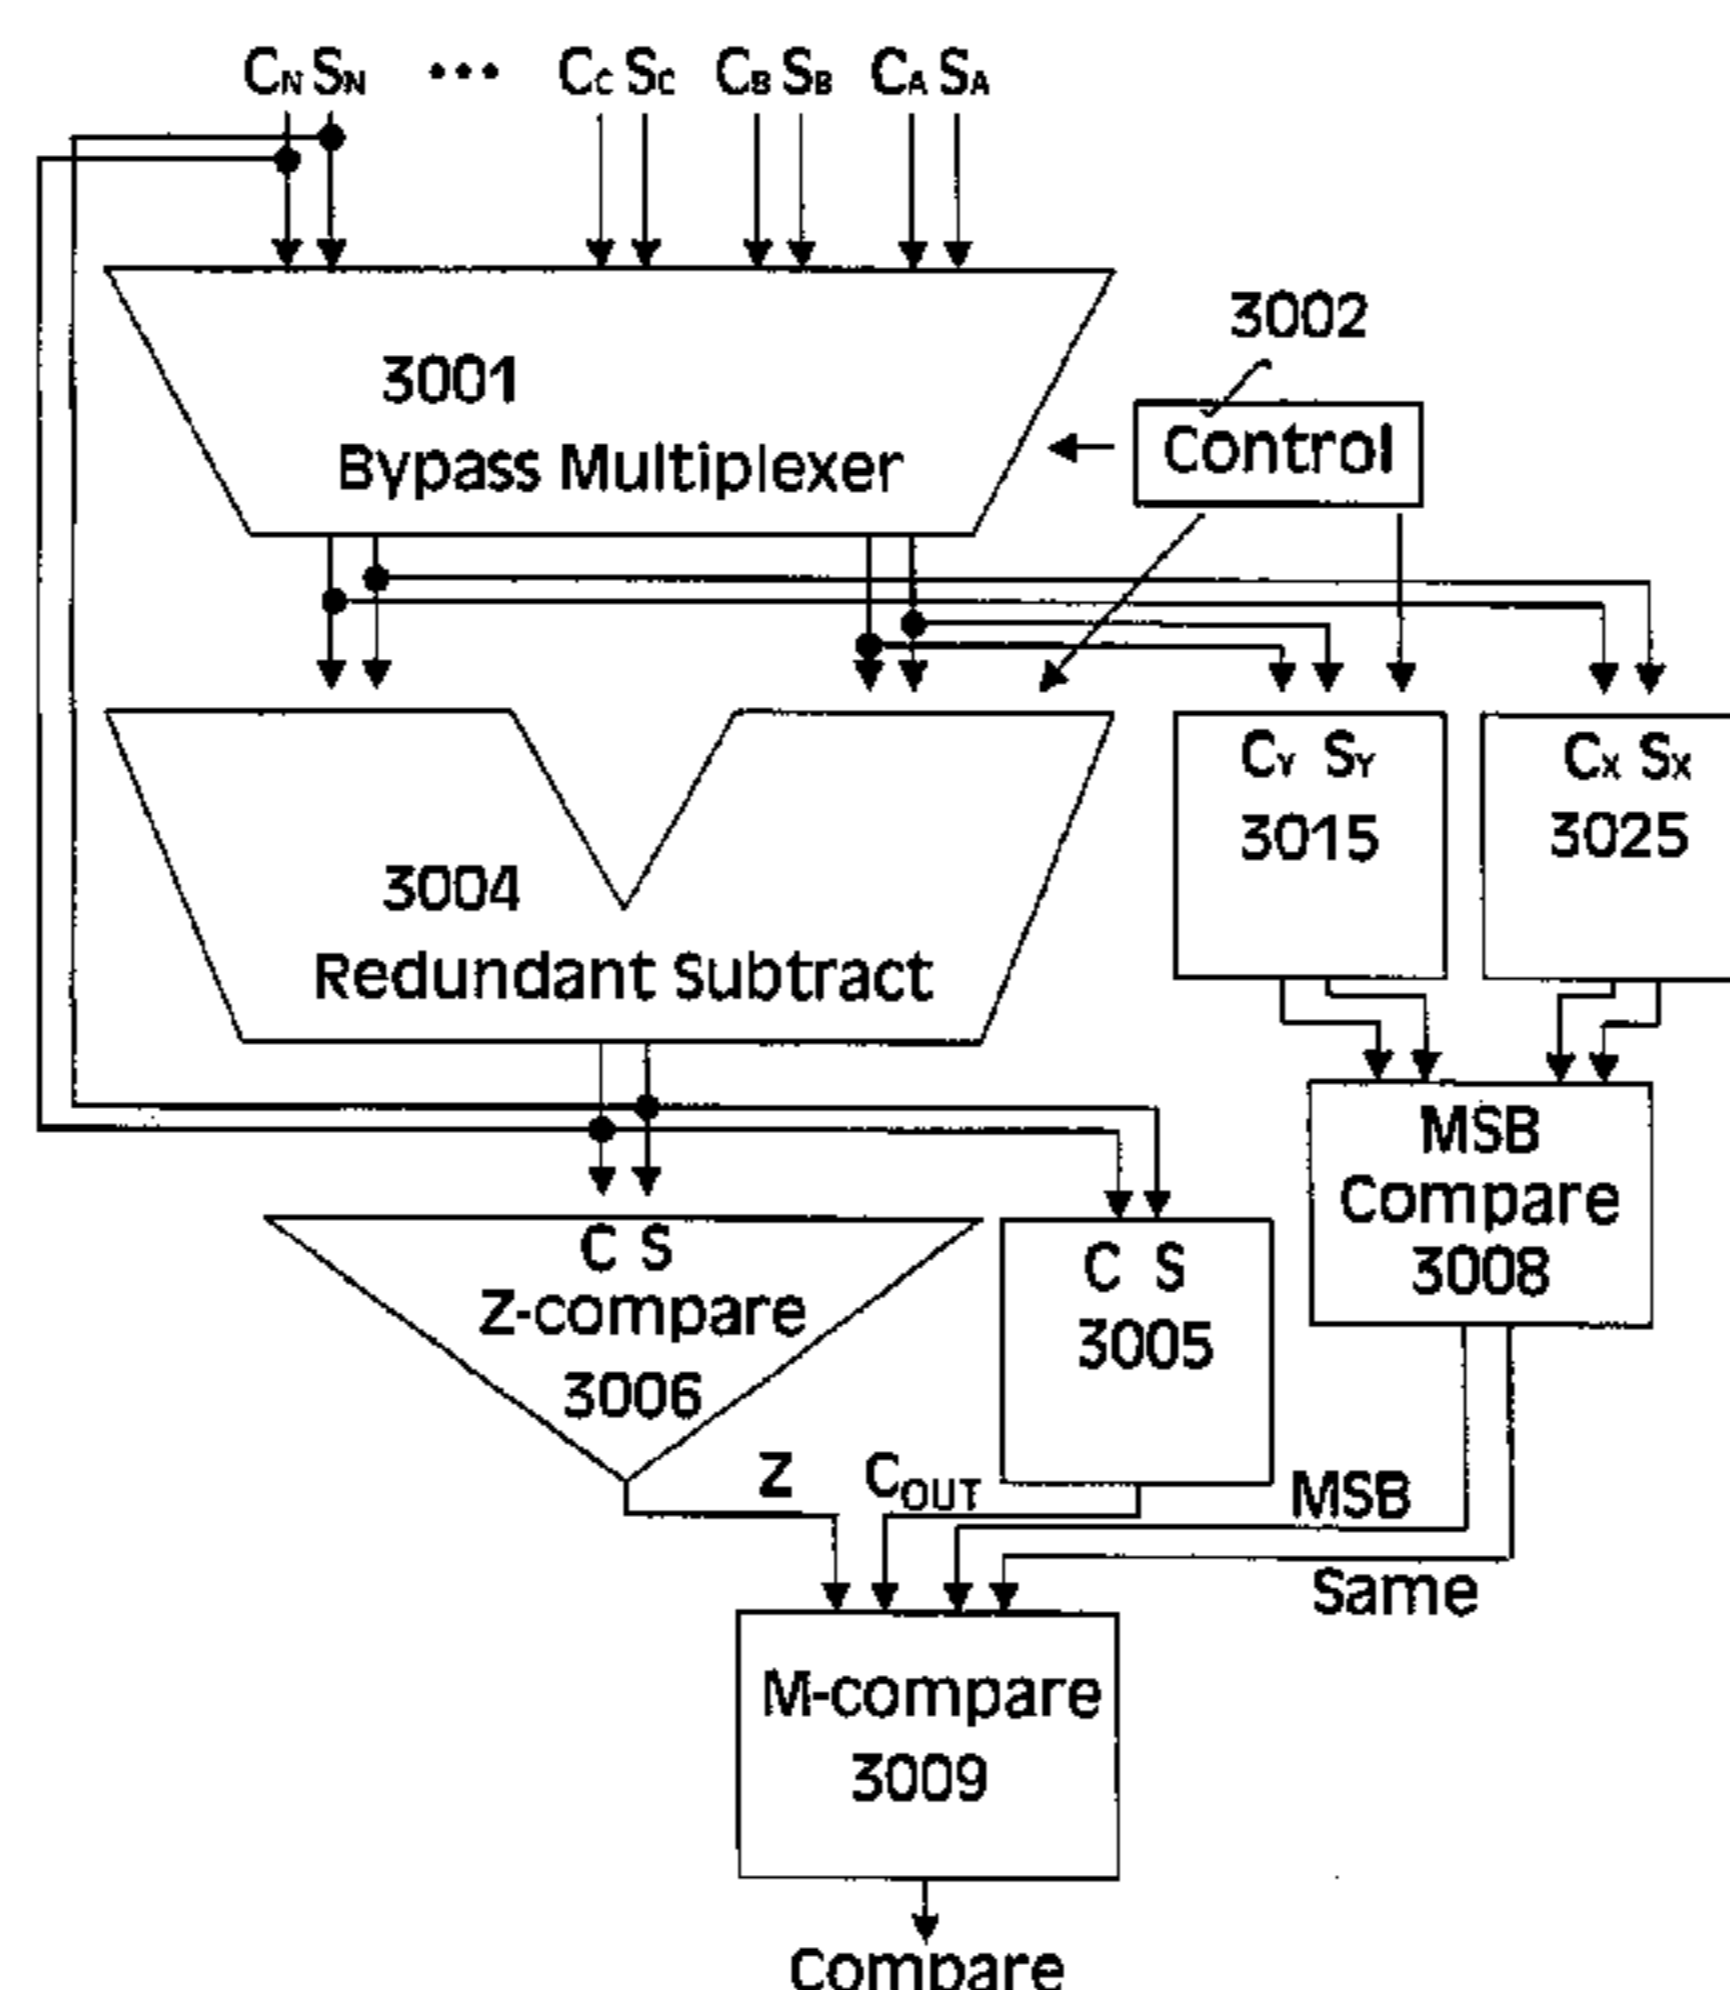 CN SN ... CC SC CB SB CA SA
3002
3001
Bypass Multiplexer
Control
CY SY
3015
CX SX
3025
3004
Redundant Subtract
MSB
Compare
3008
C S
Z-compare
3006
C S
3005
Z
COUT
MSB
Same
M-compare
3009
Compare